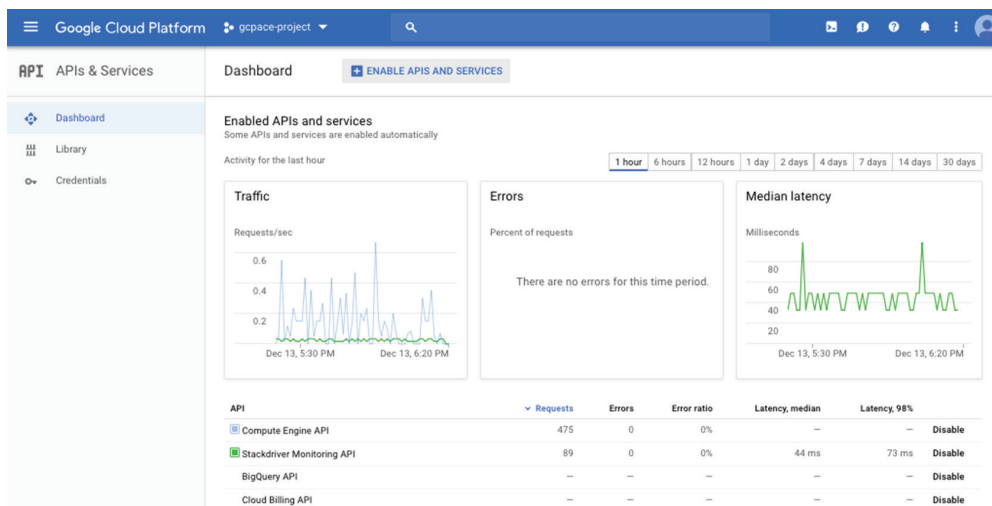 Google Cloud Platform gcpace-project
API APIs & Services
Dashboard ENABLE APIS AND SERVICES
Dashboard
Library
Credentials
Enabled APIs and services
Some APIs and services are enabled automatically
Activity for the last hour
1 hour 6 hours 12 hours 1 day 2 days 4 days 7 days 14 days 30 days
Traffic
Requests/sec
0.6
0.4
0.2
Dec 13, 5:30 PM Dec 13, 6:20 PM
Errors
Percent of requests
There are no errors for this time period.
Median latency
Milliseconds
80
60
40
20
Dec 13, 5:30 PM Dec 13, 6:20 PM
API Requests Errors Error ratio Latency, median Latency, 98%
Compute Engine API 475 0 0% — — Disable
Stackdriver Monitoring API 89 0 0% 44 ms 73 ms Disable
BigQuery API — — — — — Disable
Cloud Billing API — — — — — Disable